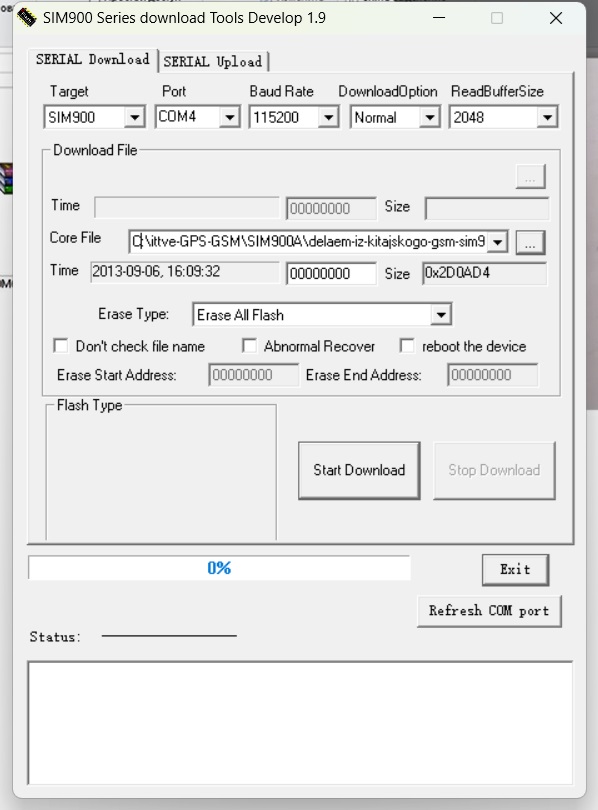 SIM900 Series download Tools Develop 1.9
SERIAL Download SERIAL Upload
Target Port Baud Rate DownloadOption ReadBufferSize
SIM900 COM4 115200 Normal 2048
Download File
...
Time 00000000 Size
Core File C:\ittve-GPS-GSM\SIM900A\delaem-iz-kitajskogo-gsm-sim9 ...
Time 2013-09-06, 16:09:32 00000000 Size 0x2D0AD4
Erase Type: Erase All Flash
Don't check file name Abnormal Recover reboot the device
Erase Start Address: 00000000 Erase End Address: 00000000
Flash Type
Start Download Stop Download
0%
Exit
Refresh COM port
Status: